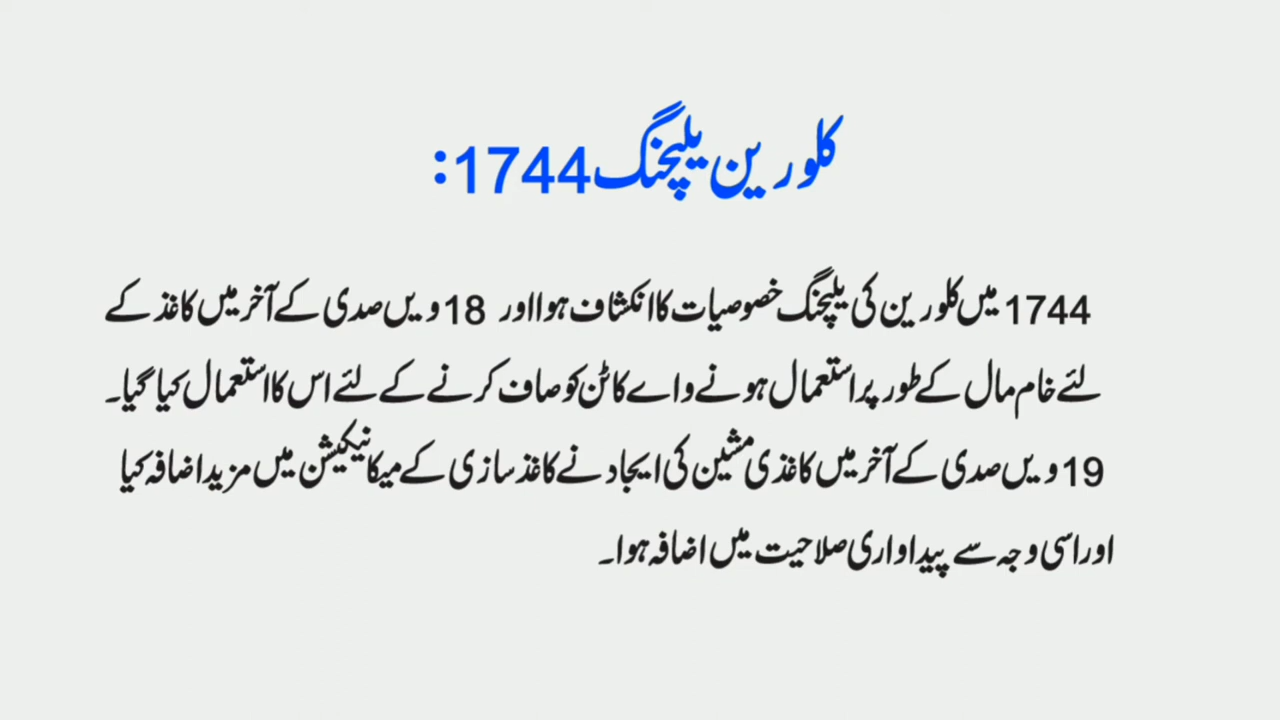 کلورین یلپچنگ 1744:
1744 میں کلورین کی یلپچنگ خصوصیات کا انکشاف ہوا اور 18 ویں صدی کے آخر میں کاغذ کے
لئے خام مال کے طور پر استعمال ہونے واے کاٹن کو صاف کرنے کے لئے اس کا استعمال کیا گیا۔
19 ویں صدی کے آخر میں کاغذی مشین کی ایجاد نے کاغذ سازی کے میکانیکیشن میں مزید اضافہ کیا
اور اسی وجہ سے پیداواری صلاحیت میں اضافہ ہوا۔